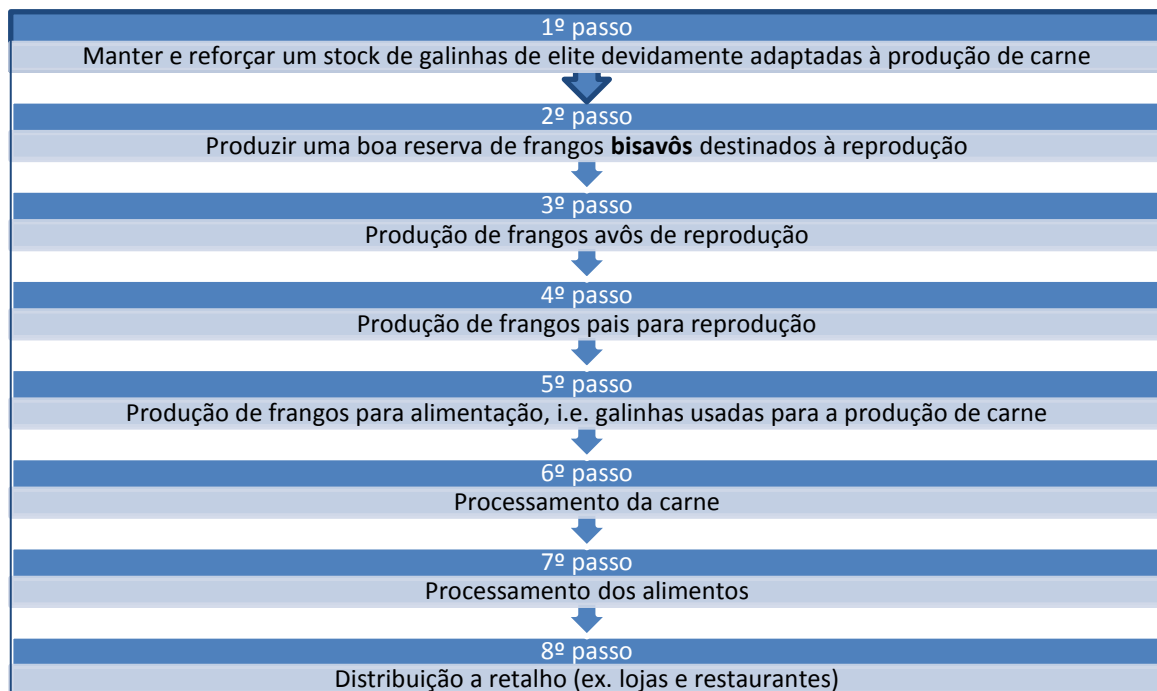 1º passo
Manter e reforçar um stock de galinhas de elite devidamente adaptadas à produção de carne
2º passo
Produzir uma boa reserva de frangos bisavôs destinados à reprodução
3º passo
Produção de frangos avôs de reprodução
4º passo
Produção de frangos pais para reprodução
5º passo
Produção de frangos para alimentação, i.e. galinhas usadas para a produção de carne
6º passo
Processamento da carne
7º passo
Processamento dos alimentos
8º passo
Distribuição a retalho (ex. lojas e restaurantes)